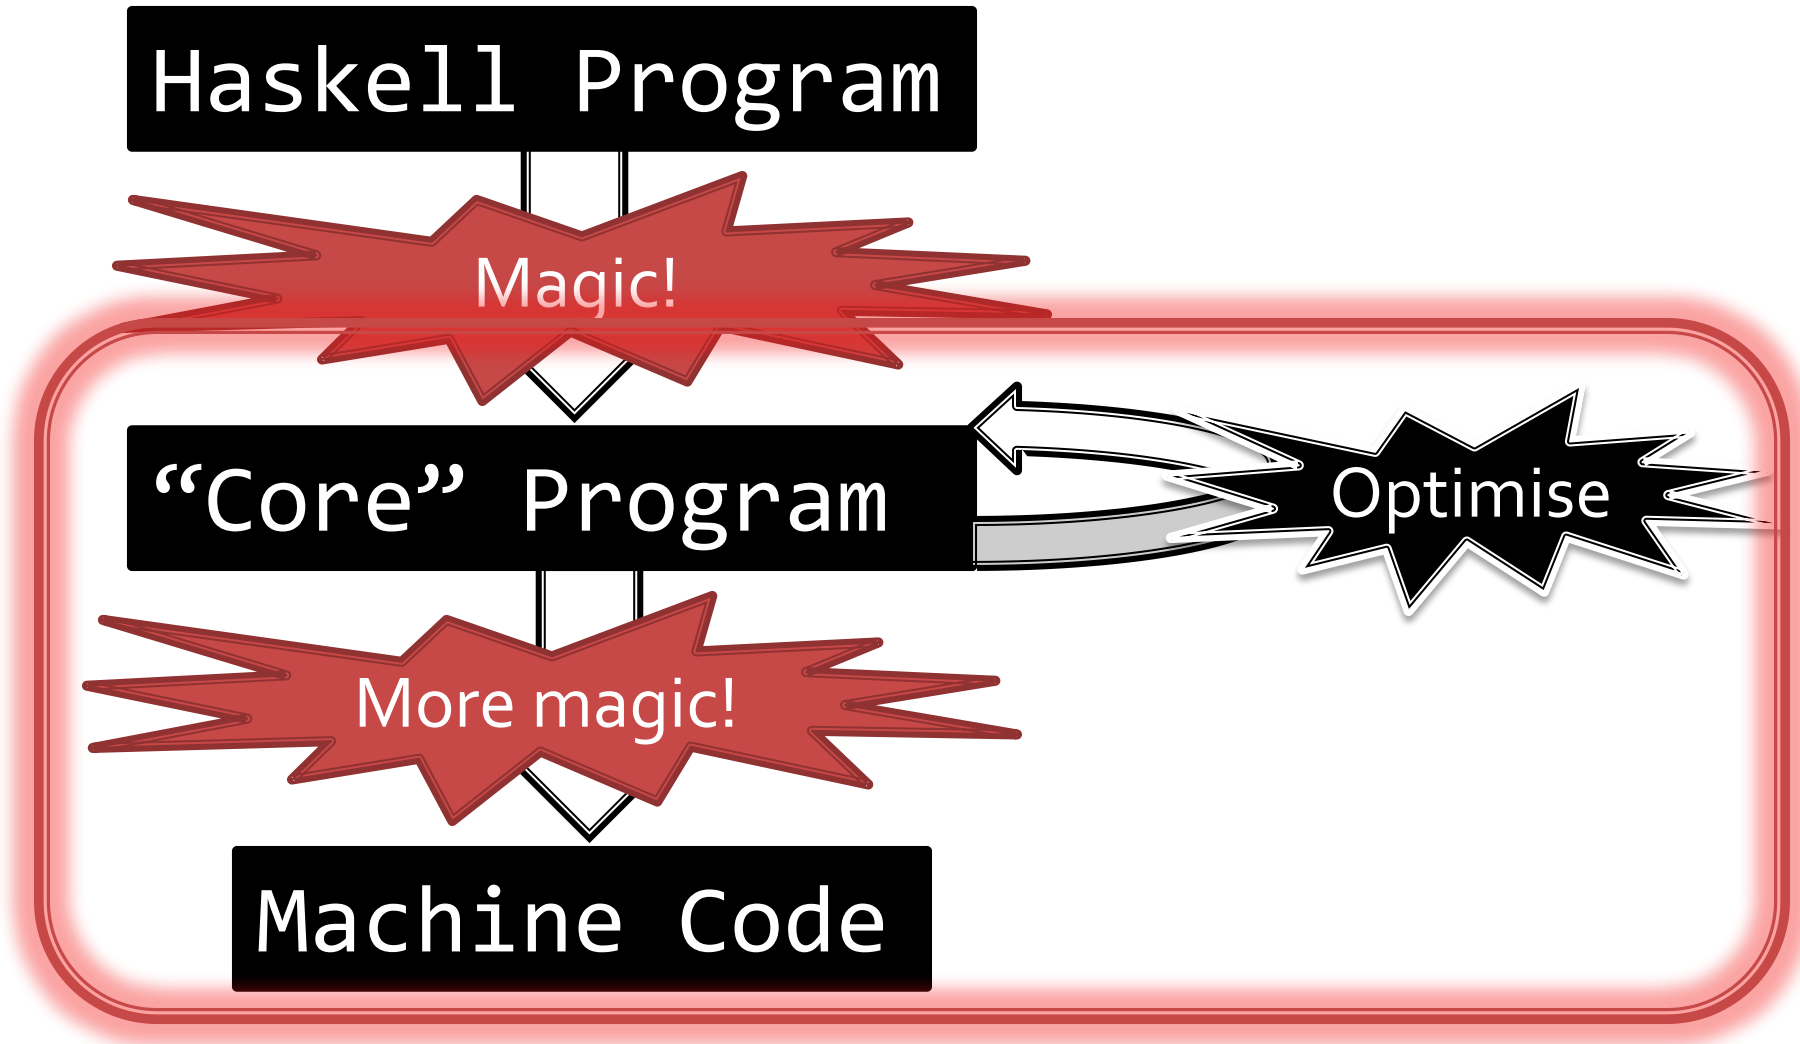 Haskell Program
Magic!
“Core” Program
Optimise
More magic!
Machine Code